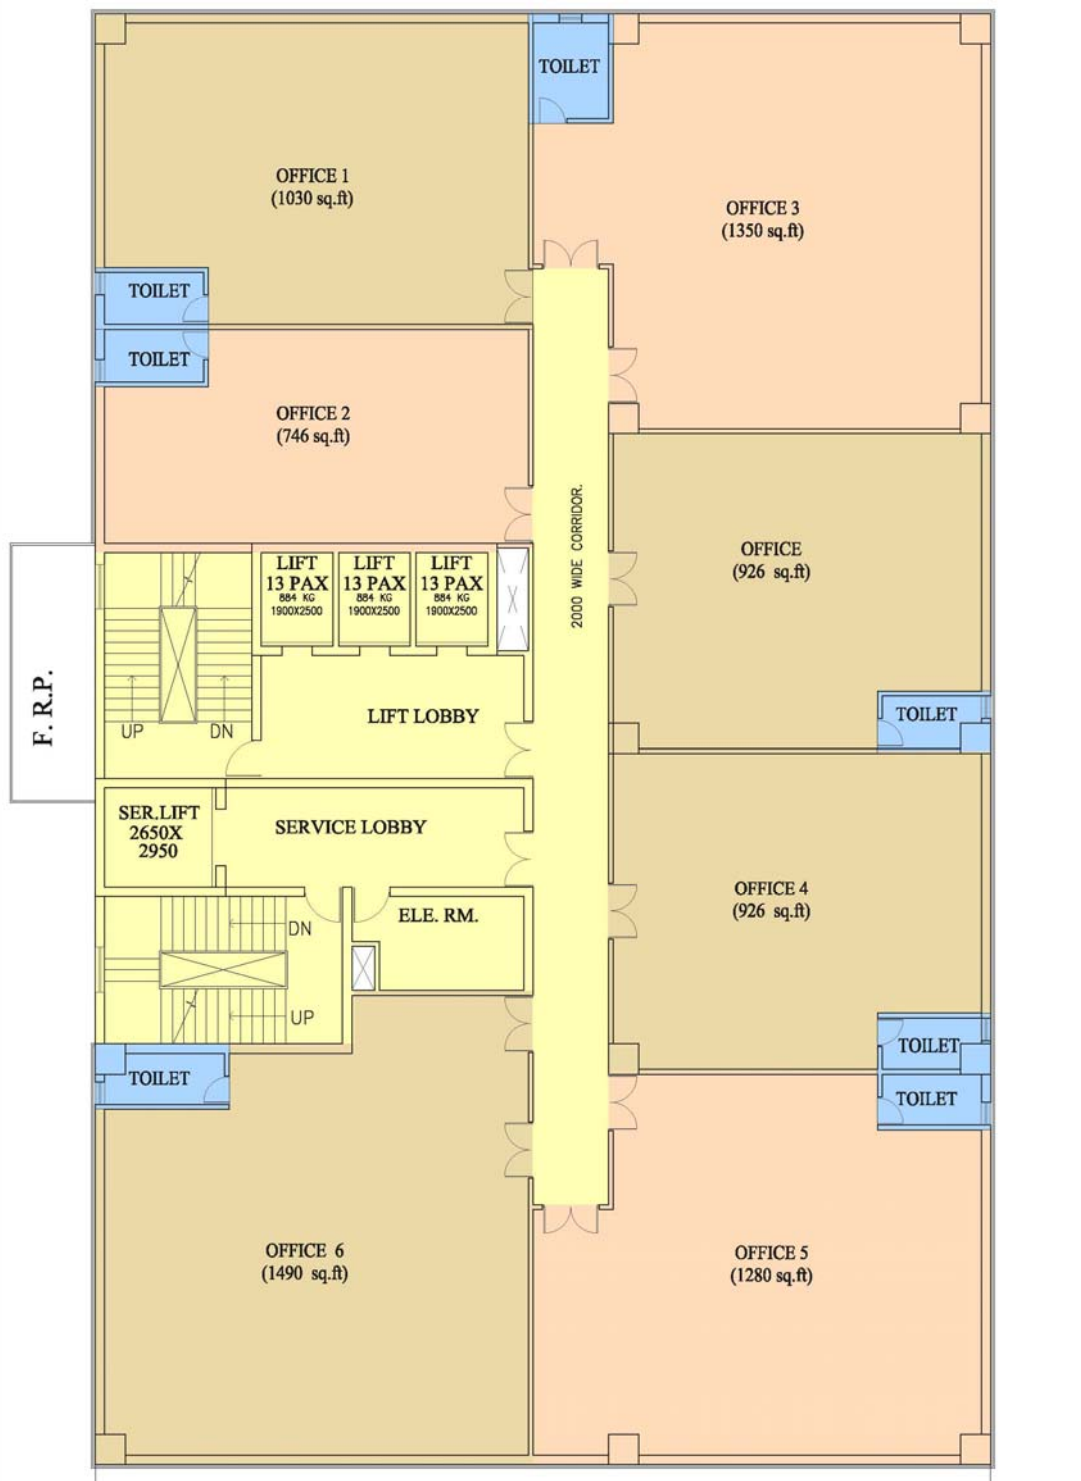 TOILET
OFFICE 1
(1030 sq.ft)
OFFICE 3
(1350 sq.ft)
TOILET
TOILET
OFFICE 2
(746 sq.ft)
2000 WIDE CORRIDOR.
OFFICE
(926 sq.ft)
LIFT
13 PAX
884 KG
1900X2500
LIFT
13 PAX
884 KG
1900X2500
LIFT
13 PAX
884 KG
1900X2500
F. R.P.
UP
DN
LIFT LOBBY
TOILET
SER.LIFT
2650X
2950
SERVICE LOBBY
OFFICE 4
(926 sq.ft)
ELE. RM.
DN
UP
TOILET
TOILET
TOILET
OFFICE 6
(1490 sq.ft)
OFFICE 5
(1280 sq.ft)